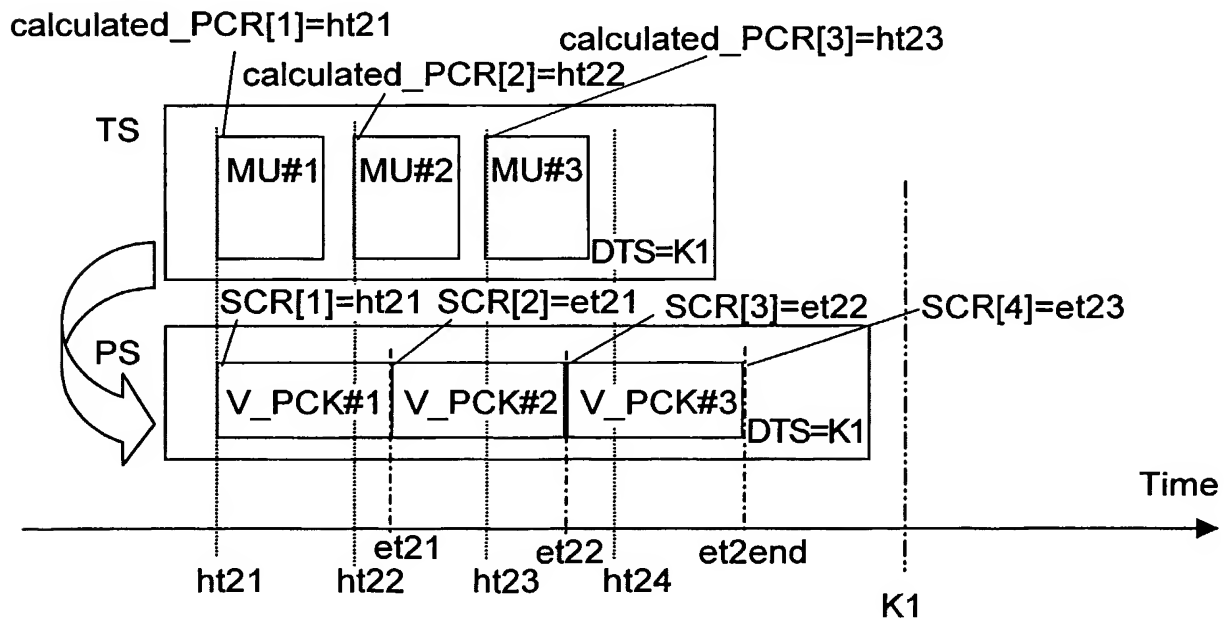 calculated_PCR[1]=ht21
calculated_PCR[3]=ht23
calculated_PCR[2]=ht22
TS
MU#1 MU#2 MU#3
DTS=K1
SCR[1]=ht21 SCR[2]=et21 SCR[3]=et22 SCR[4]=et23
PS
V_PCK#1 V_PCK#2 V_PCK#3
DTS=K1
Time
et21 et22 et2end
ht21 ht22 ht23 ht24
K1